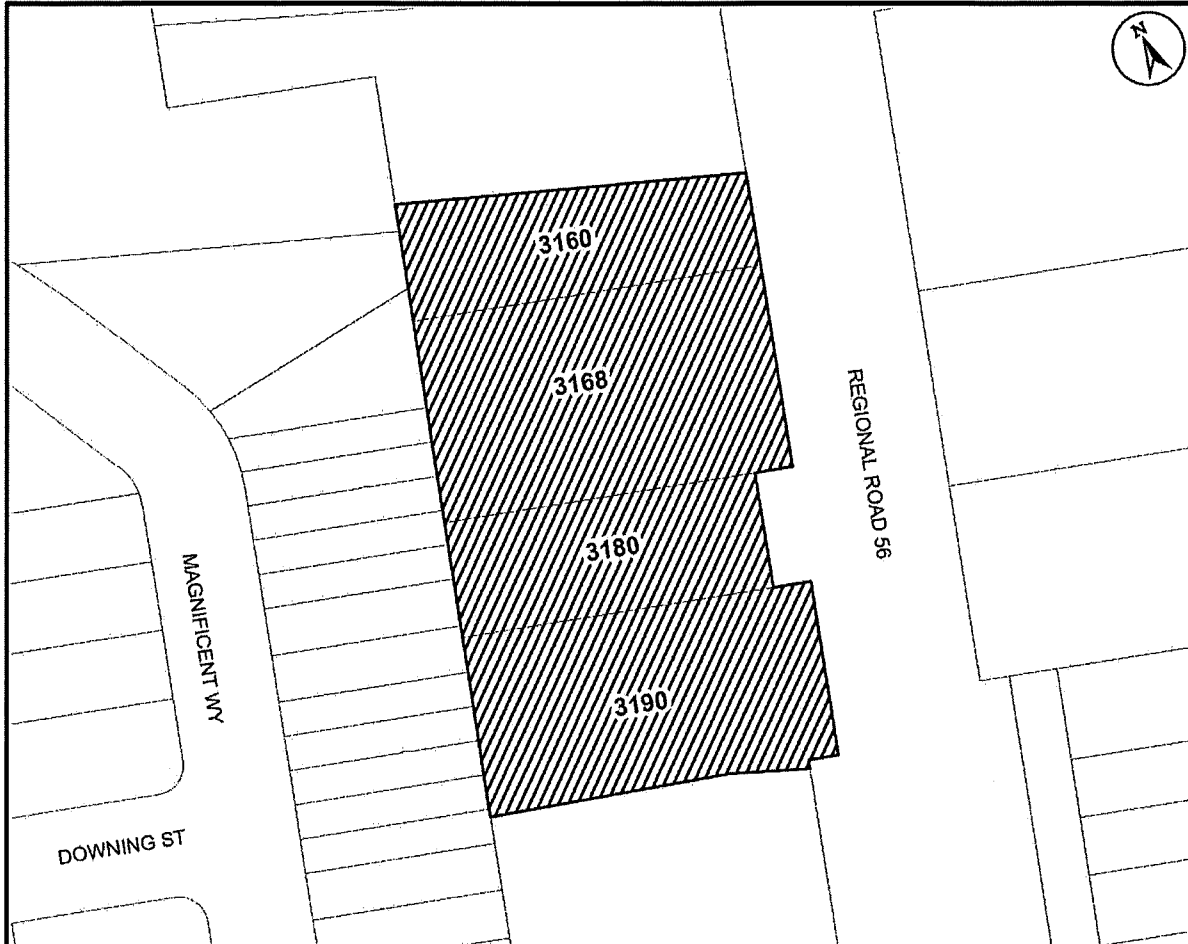 N
3160
3168
REGIONAL ROAD 56
3180
MAGNIFICENT WY
3190
DOWNING ST